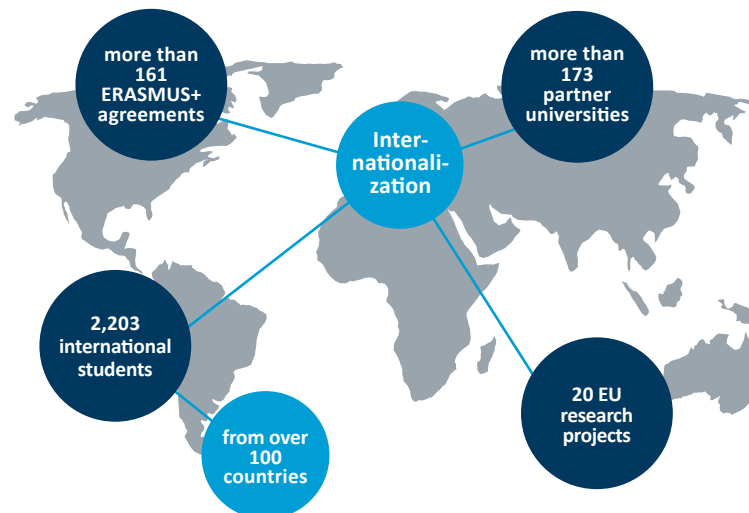 more than
161
ERASMUS+
agreements
more than
173
partner
universities
Inter-
nationali-
zation
2,203
international
students
from over
100
countries
20 EU
research
projects